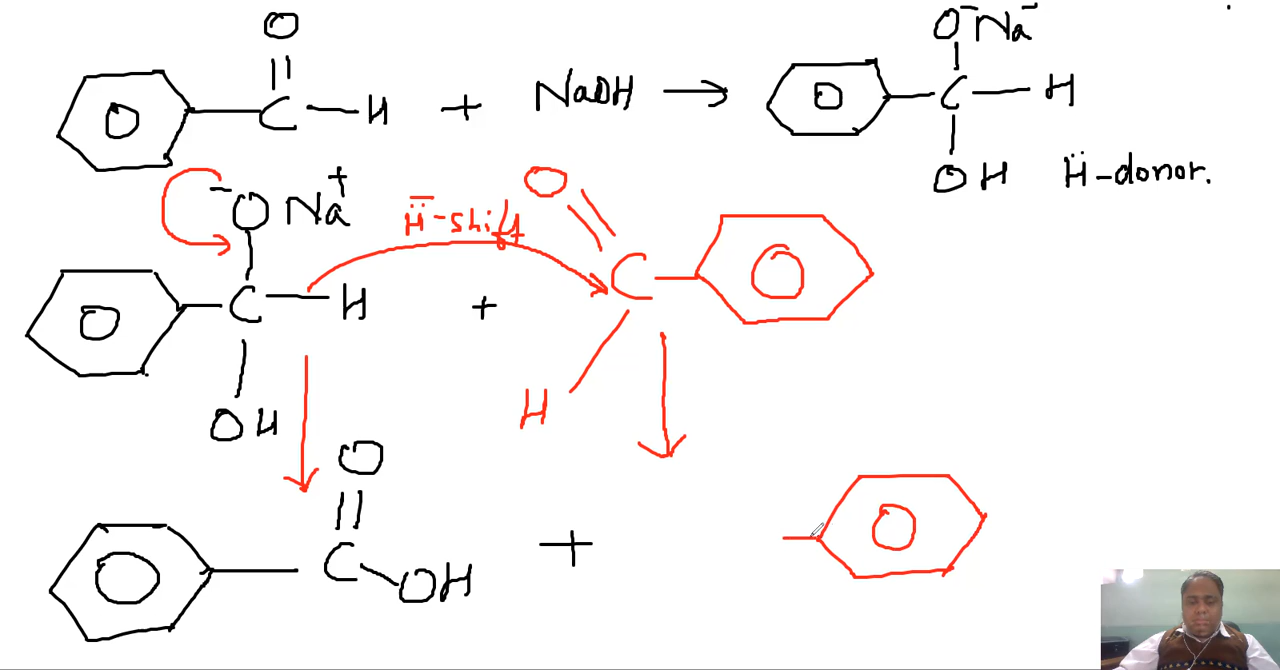 O
O⁻ Na⁻
C — H + NaOH → C — H
OH Ḧ-donor.
⁻O Na⁺ H̄̈-shift O
C — H + C
H
OH
O
C + 
OH